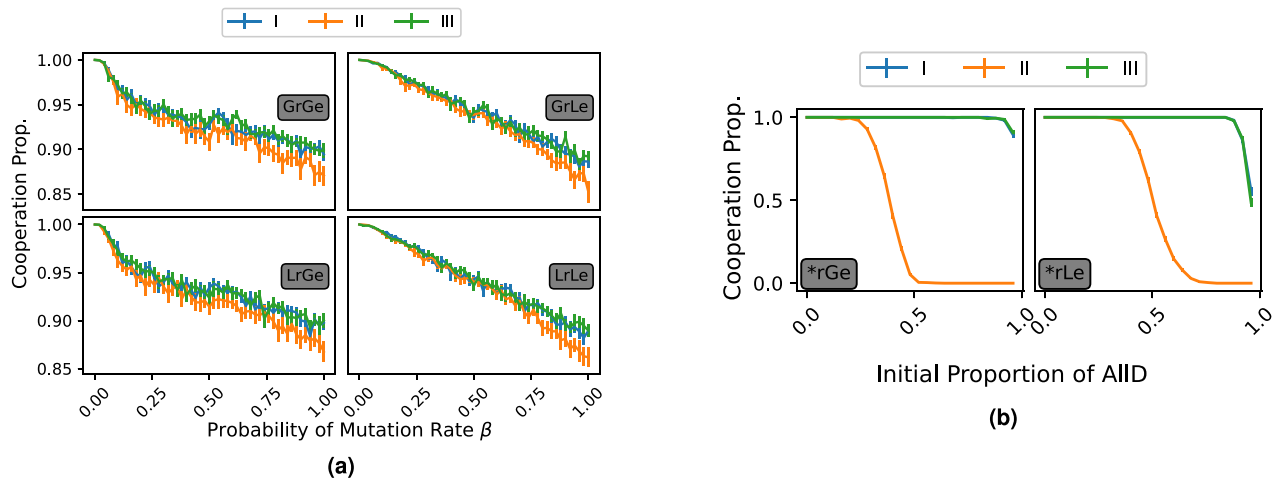 I II III
1.00
0.95
0.90
0.85
GrGe
GrLe
1.00
0.95
0.90
0.85
LrGe
LrLe
Cooperation Prop.
0.00 0.25 0.50 0.75 1.00 0.00 0.25 0.50 0.75 1.00
Probability of Mutation Rate β
(a)
I II III
1.0
0.5
0.0
Cooperation Prop.
*rGe
*rLe
0.0 0.5 1.0 0.0 0.5 1.0
Initial Proportion of AllD
(b)